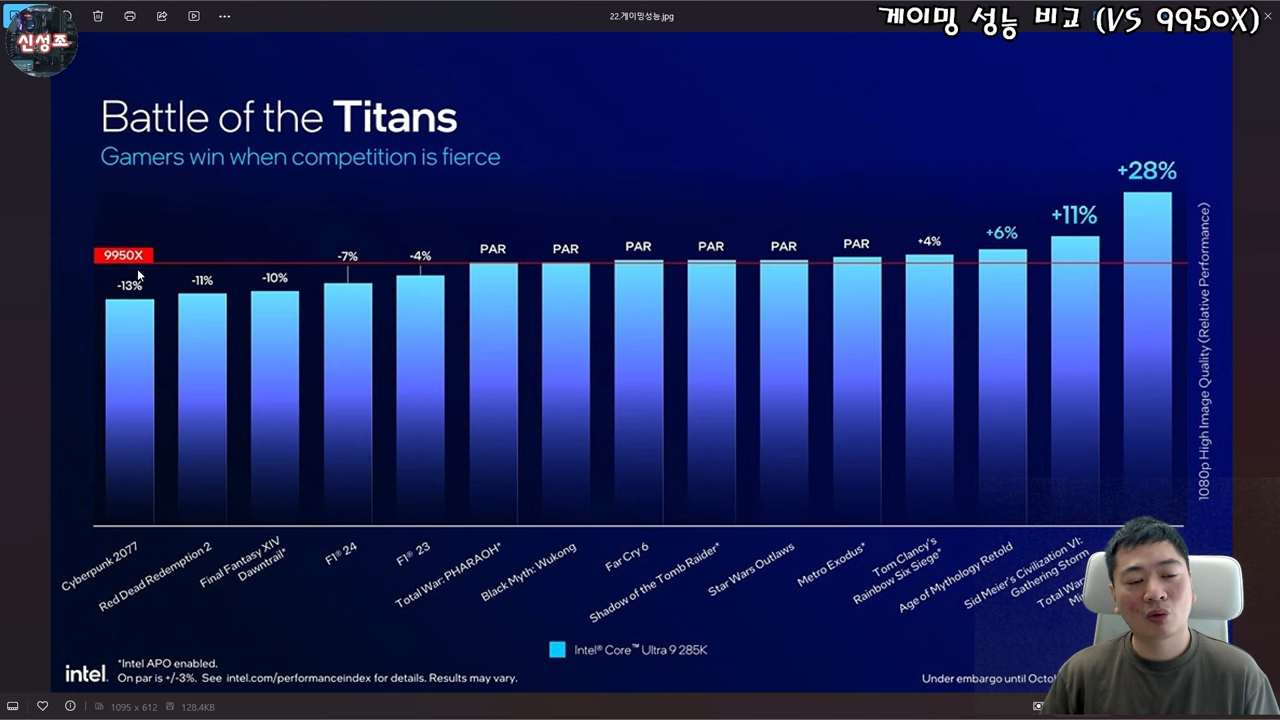 22.게이밍성능.jpg
게이밍 성능 비교 (VS 9950X)
신성조
Battle of the Titans
Gamers win when competition is fierce
9950X
-13%
-11%
-10%
-7%
-4%
PAR
PAR
PAR
PAR
PAR
PAR
+4%
+6%
+11%
+28%
1080p High Image Quality (Relative Performance)
Cyberpunk 2077
Red Dead Redemption 2
Final Fantasy XIV
Dawntrail*
F1® 24
F1® 23
Total War: PHARAOH*
Black Myth: Wukong
Far Cry 6
Shadow of the Tomb Raider*
Star Wars Outlaws
Metro Exodus*
Tom Clancy's
Rainbow Six Siege*
Age of Mythology Retold
Sid Meier's Civilization VI:
Gathering Storm
Total War
Intel® Core™ Ultra 9 285K
intel.
*Intel APO enabled.
On par is +/-3%. See intel.com/performanceindex for details. Results may vary.
Under embargo until
1095 x 612
128.4KB